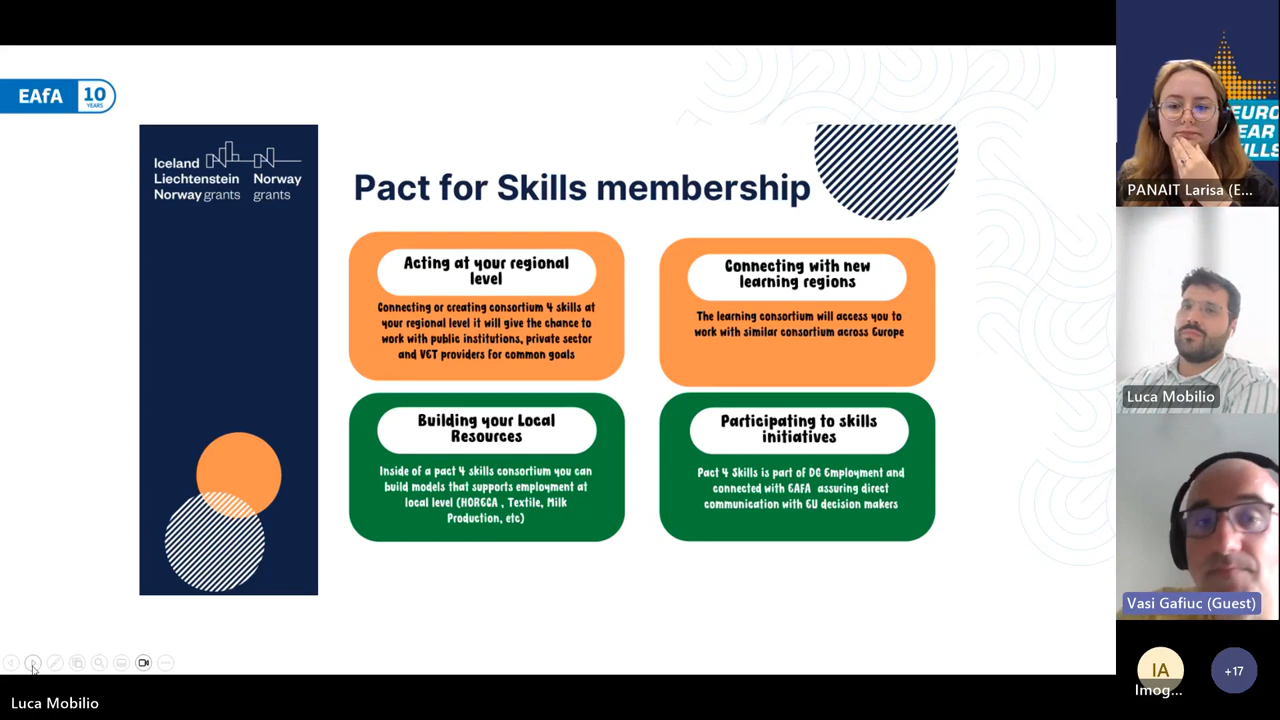 EAfA 10
YEARS
Iceland
Liechtenstein Norway
Norway grants grants
Pact for Skills membership
Acting at your regional
level
Connecting or creating consortium 4 skills at
your regional level it will give the chance to
work with public institutions, private sector
and VET providers for common goals
Connecting with new
learning regions
The learning consortium will access you to
work with similar consortium across Europe
Building your Local
Resources
Inside of a pact 4 skills consortium you can
build models that supports employment at
local level (HORECA , Textile, Milk
Production, etc)
Participating to skills
initiatives
Pact 4 Skills is part of DG Employment and
connected with EAFA assuring direct
communication with EU decision makers
Luca Mobilio
EURO
EAR
ILLS
PANAIT Larisa (E...
Luca Mobilio
Vasi Gafiuc (Guest)
IA
Imog...
+17